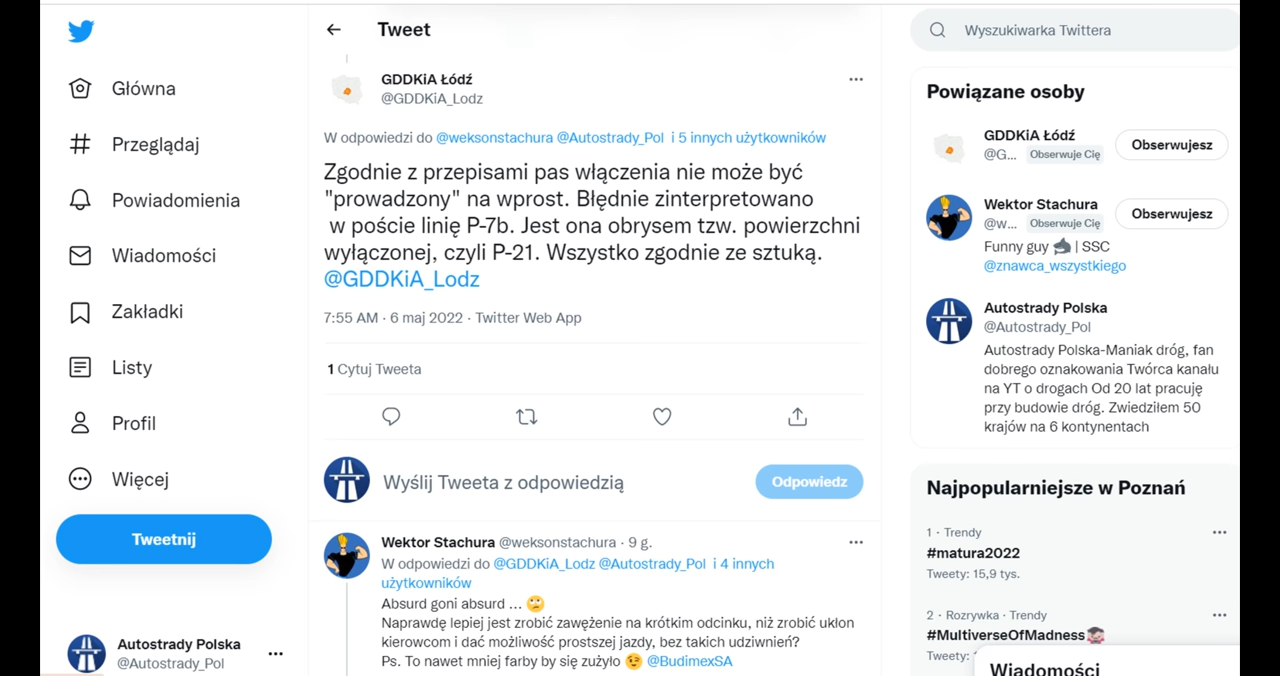 Główna
Przeglądaj
Powiadomienia
Wiadomości
Zakładki
Listy
Profil
Więcej
Tweetnij
Autostrady Polska
@Autostrady_Pol
Tweet
GDDKiA Łódź
@GDDKiA_Lodz
W odpowiedzi do @weksonstachura @Autostrady_Pol i 5 innych użytkowników
Zgodnie z przepisami pas włączenia nie może być
"prowadzony" na wprost. Błędnie zinterpretowano
w poście linię P-7b. Jest ona obrysem tzw. powierzchni
wyłączonej, czyli P-21. Wszystko zgodnie ze sztuką.
@GDDKiA_Lodz
7:55 AM · 6 maj 2022 · Twitter Web App
1 Cytuj Tweeta
Wyślij Tweeta z odpowiedzią
Odpowiedz
Wektor Stachura @weksonstachura · 9 g.
W odpowiedzi do @GDDKiA_Lodz @Autostrady_Pol i 4 innych
użytkowników
Absurd goni absurd ... 🙄
Naprawdę lepiej jest zrobić zawężenie na krótkim odcinku, niż zrobić ukłon
kierowcom i dać możliwość prostszej jazdy, bez takich udziwnień?
Ps. To nawet mniej farby by się zużyło 😉 @BudimexSA
Wyszukiwarka Twittera
Powiązane osoby
GDDKiA Łódź
@G... Obserwuje Cię
Obserwujesz
Wektor Stachura
@w... Obserwuje Cię
Obserwujesz
Funny guy 🦈 | SSC
@znawca_wszystkiego
Autostrady Polska
@Autostrady_Pol
Autostrady Polska-Maniak dróg, fan
dobrego oznakowania Twórca kanału
na YT o drogach Od 20 lat pracuję
przy budowie dróg. Zwiedziłem 50
krajów na 6 kontynentach
Najpopularniejsze w Poznań
1 · Trendy
#matura2022
Tweety: 15,9 tys.
2 · Rozrywka · Trendy
#MultiverseOfMadness
Tweety:
Wiadomości